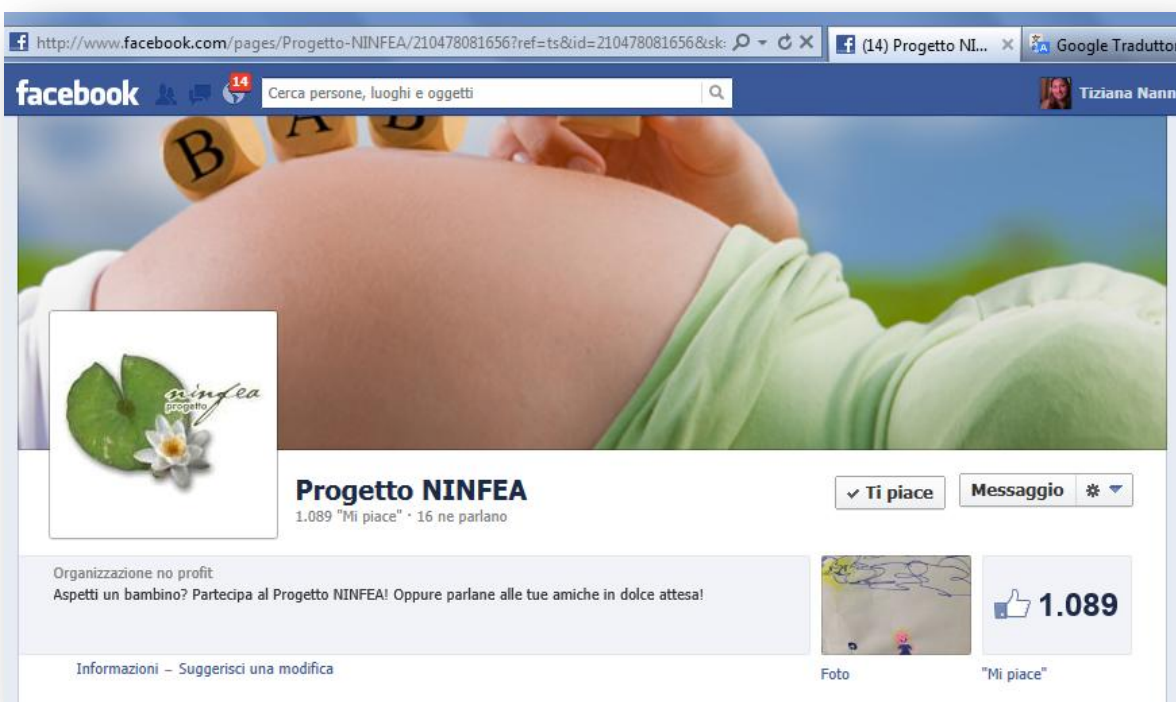 http://www.facebook.com/pages/Progetto-NINFEA/210478081656?ref=ts&id=210478081656&sk:
(14) Progetto NI...
Google Tradutto
facebook
14
Cerca persone, luoghi e oggetti
Tiziana Nann
B A B
ninfea
progetto
Progetto NINFEA
1.089 "Mi piace" · 16 ne parlano
Ti piace
Messaggio
Organizzazione no profit
Aspetti un bambino? Partecipa al Progetto NINFEA! Oppure parlane alle tue amiche in dolce attesa!
1.089
Informazioni – Suggerisci una modifica
Foto
"Mi piace"